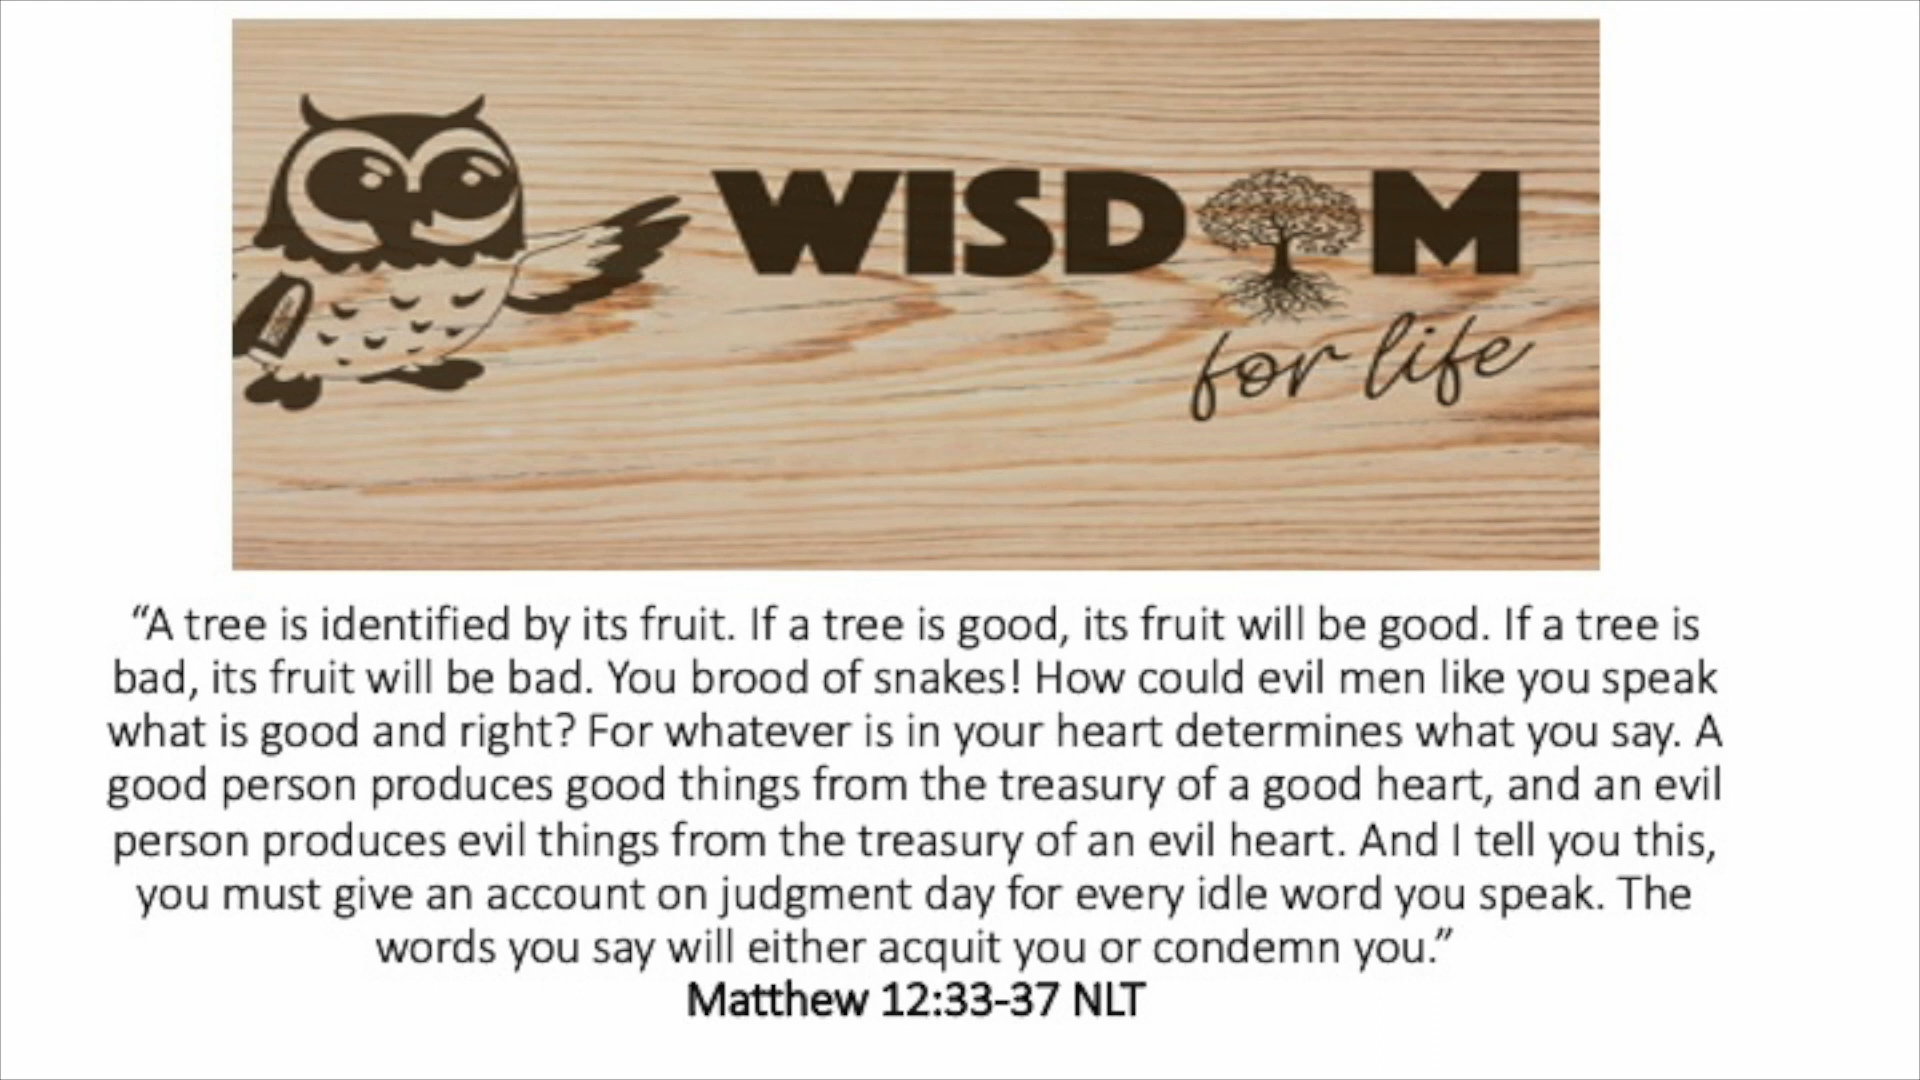 WISDOM
for life
“A tree is identified by its fruit. If a tree is good, its fruit will be good. If a tree is
bad, its fruit will be bad. You brood of snakes! How could evil men like you speak
what is good and right? For whatever is in your heart determines what you say. A
good person produces good things from the treasury of a good heart, and an evil
person produces evil things from the treasury of an evil heart. And I tell you this,
you must give an account on judgment day for every idle word you speak. The
words you say will either acquit you or condemn you.”
Matthew 12:33-37 NLT